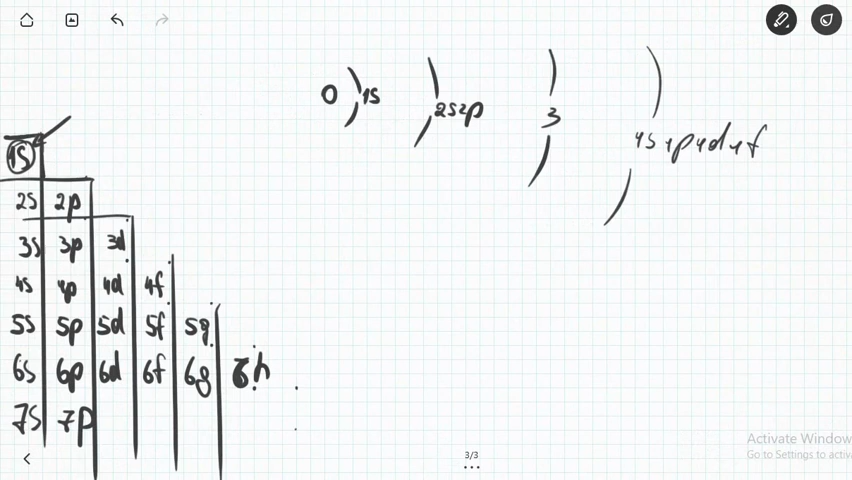 0 1s 2s2p 3 4s4p4d4f
1s
2s 2p
3s 3p 3d
4s 4p 4d 4f
5s 5p 5d 5f 5g
6s 6p 6d 6f 6g 6h
7s 7p
3/3
Activate Window
Go to Settings to activ